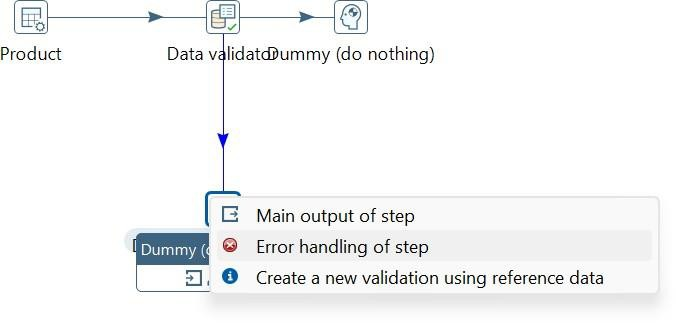 Product
Data validator
Dummy (do nothing)
Main output of step
Error handling of step
Dummy (
Create a new validation using reference data